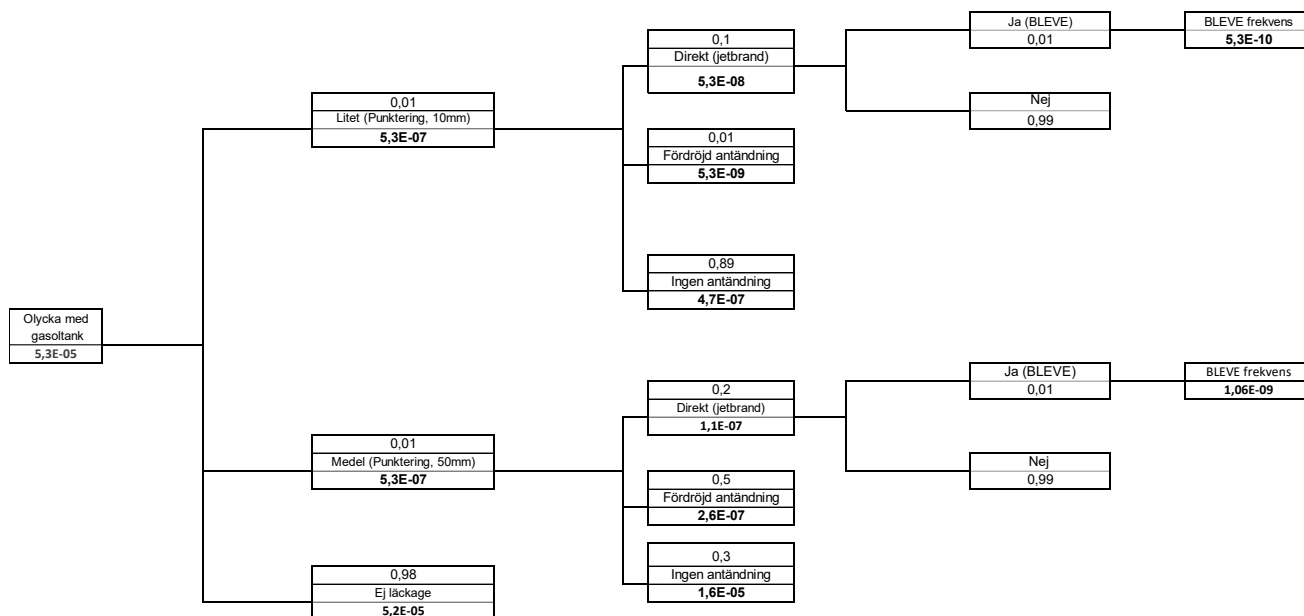 Olycka med
gasoltank
5,3E-05
0,01
Litet (Punktering, 10mm)
5,3E-07
0,1
Direkt (jetbrand)
5,3E-08
Ja (BLEVE)
0,01
BLEVE frekvens
5,3E-10
Nej
0,99
0,01
Fördröjd antändning
5,3E-09
0,89
Ingen antändning
4,7E-07
0,01
Medel (Punktering, 50mm)
5,3E-07
0,2
Direkt (jetbrand)
1,1E-07
Ja (BLEVE)
0,01
BLEVE frekvens
1,06E-09
Nej
0,99
0,5
Fördröjd antändning
2,6E-07
0,3
Ingen antändning
1,6E-05
0,98
Ej läckage
5,2E-05